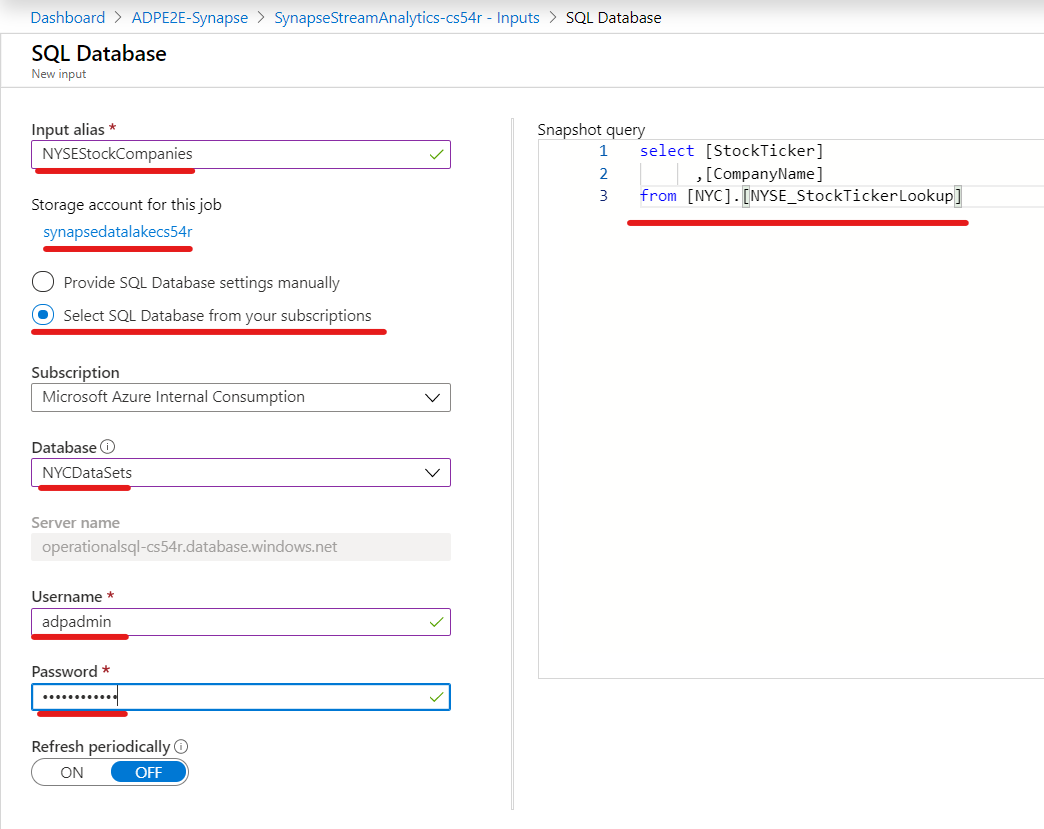 Dashboard > ADPE2E-Synapse > SynapseStreamAnalytics-cs54r - Inputs > SQL Database
SQL Database
New input
Input alias *
NYSEStockCompanies
Storage account for this job
synapsedatalakecs54r
Provide SQL Database settings manually
Select SQL Database from your subscriptions
Subscription
Microsoft Azure Internal Consumption
Database
NYCDataSets
Server name
operationalsql-cs54r.database.windows.net
Username *
adpadmin
Password *
••••••••••••
Refresh periodically
ON OFF
Snapshot query
1 select [StockTicker]
2 ,[CompanyName]
3 from [NYC].[NYSE_StockTickerLookup]